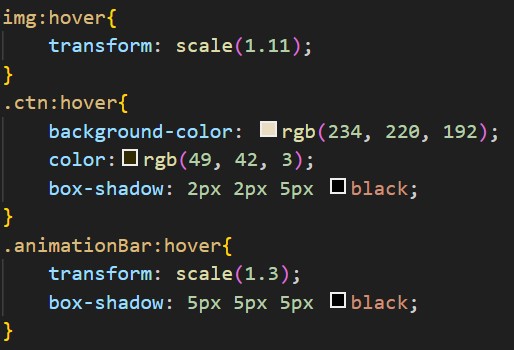 img:hover{
    transform: scale(1.11);
}
.ctn:hover{
    background-color: rgb(234, 220, 192);
    color:rgb(49, 42, 3);
    box-shadow: 2px 2px 5px black;
}
.animationBar:hover{
    transform: scale(1.3);
    box-shadow: 5px 5px 5px black;
}